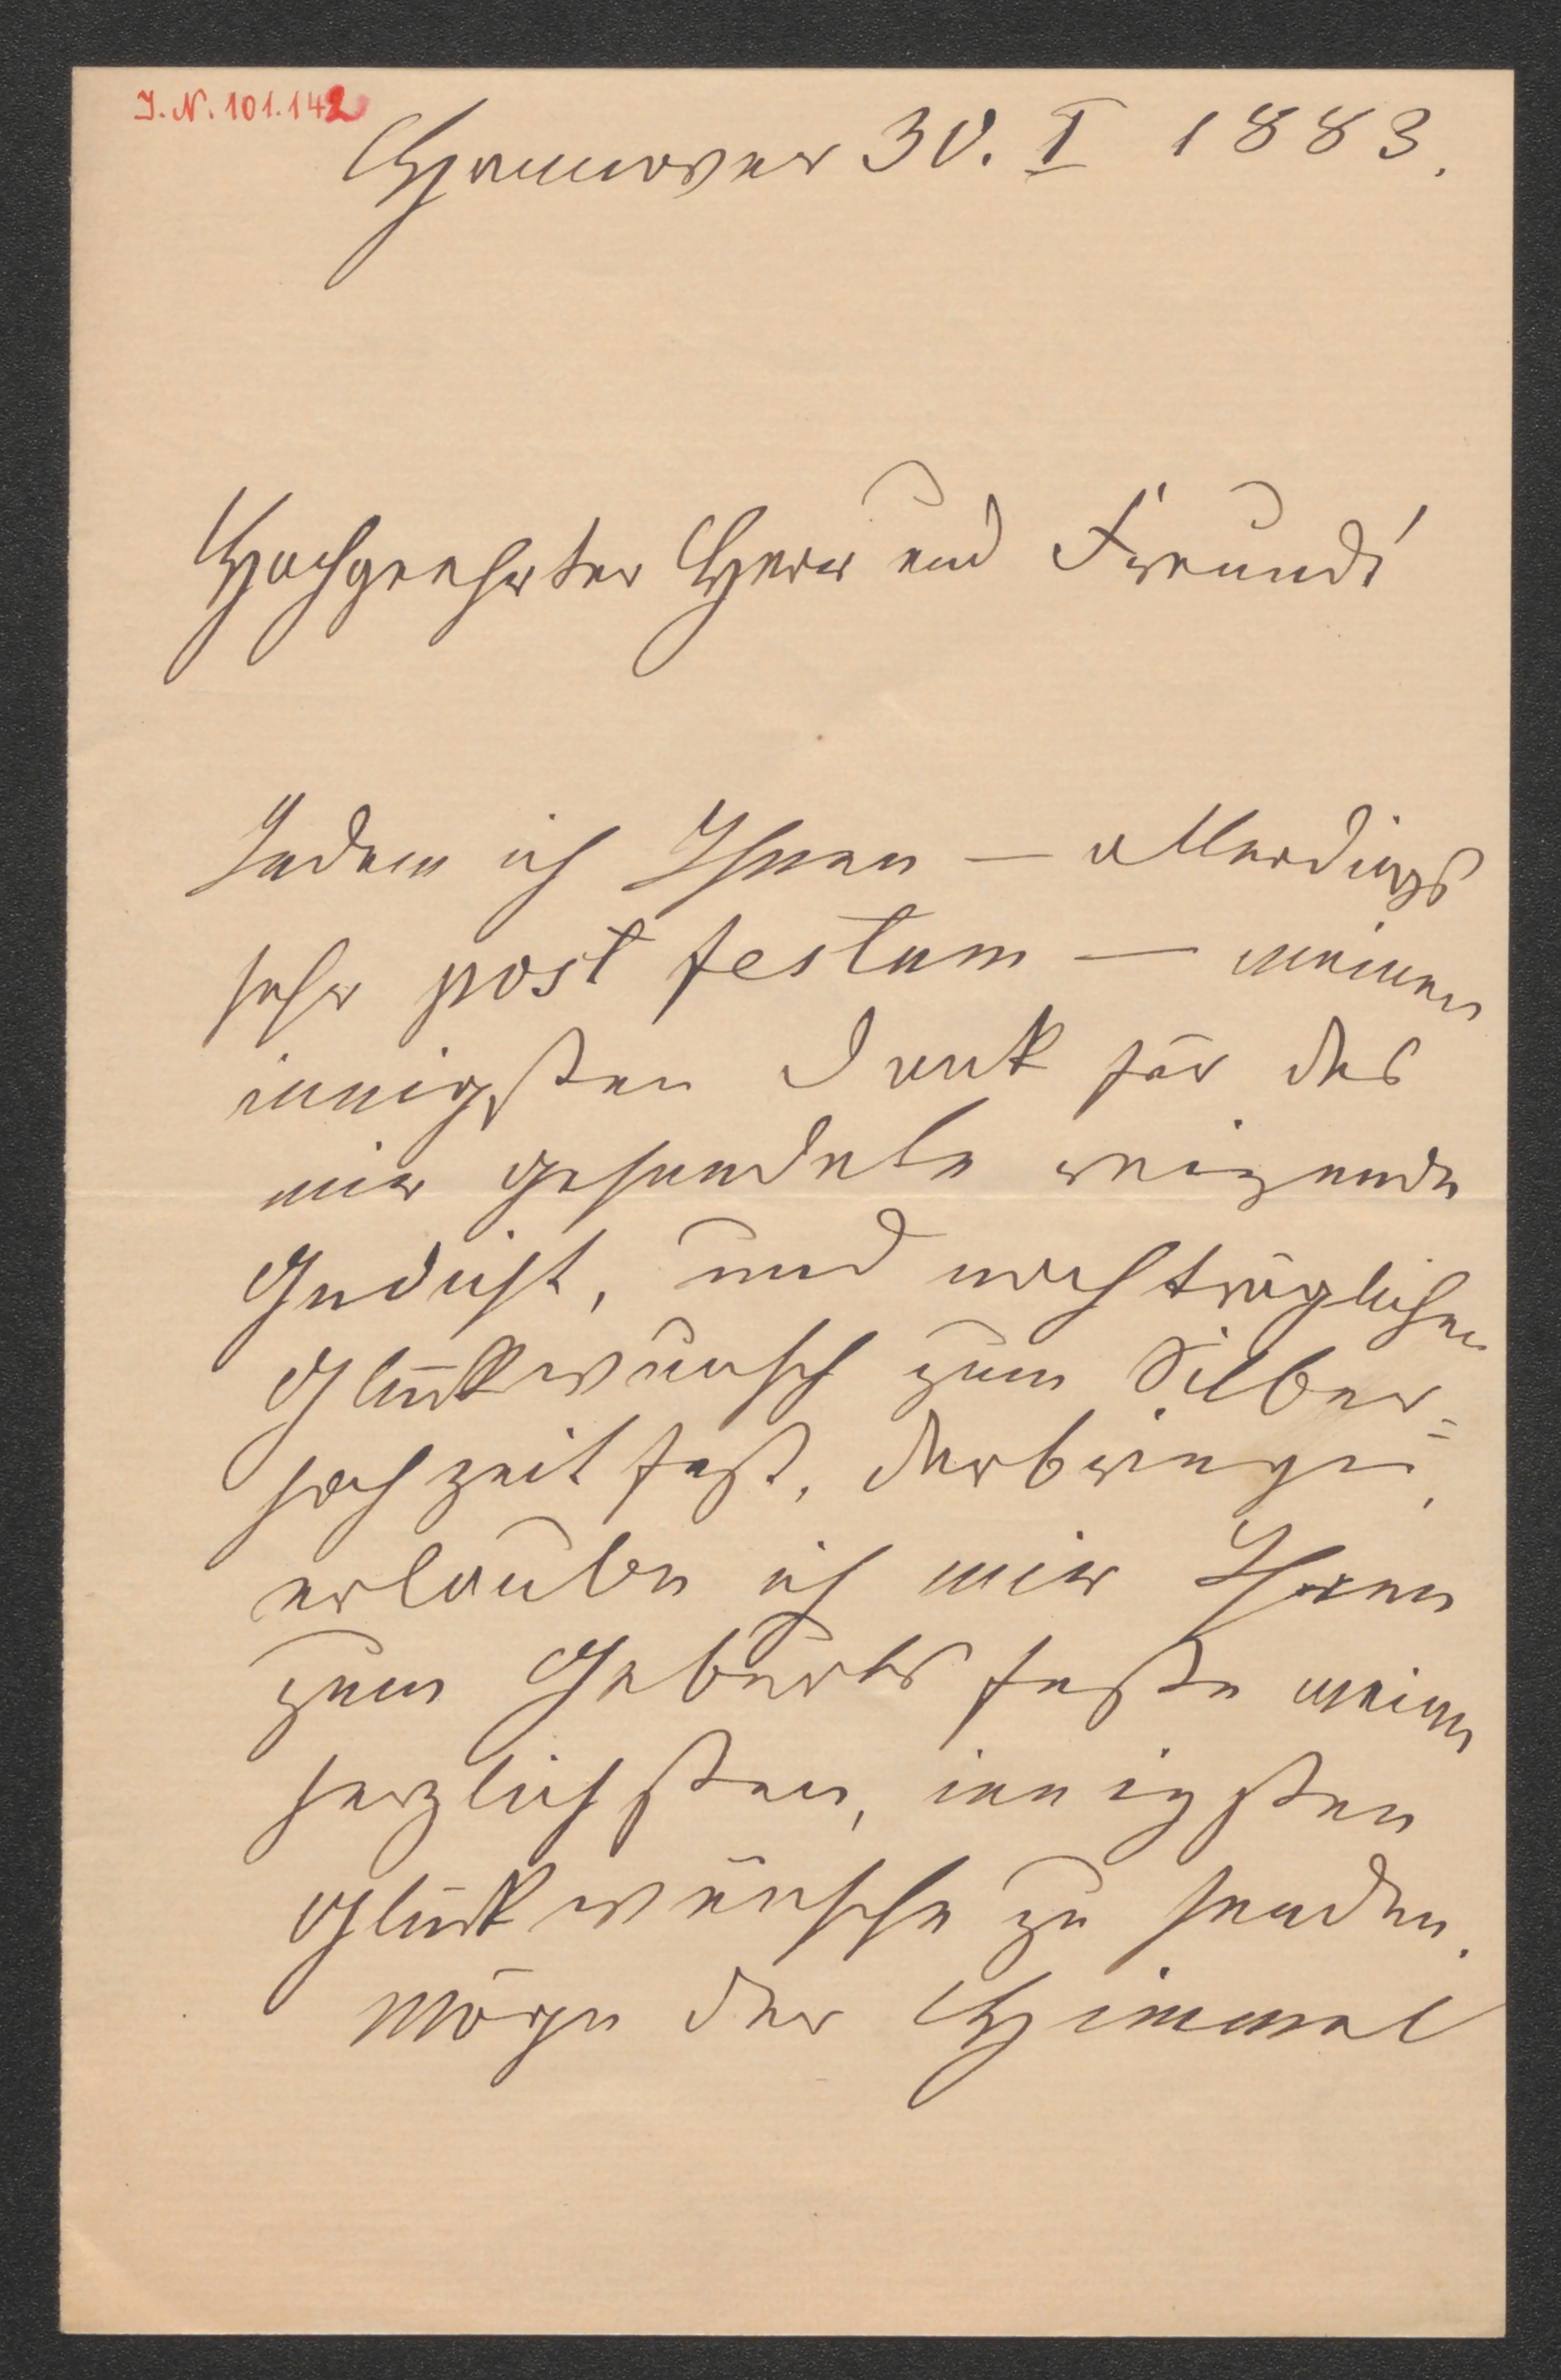 I.N. 101.142
Hannover 30. I 1883.
Hochgeehrter Herr und Freund!
Indem ich Ihnen — allerdings
sehr post festum — meinen
innigsten Dank für das
mir gesendete reizende
Gedicht, und nachträglichen
Glückwunsch zum Silber=
hochzeitfest, darbringe,
erlaube ich mir Ihnen
zum Geburtsfeste meine
herzlichsten, innigsten
Glückwünsche zu senden.
Möge der Himmel